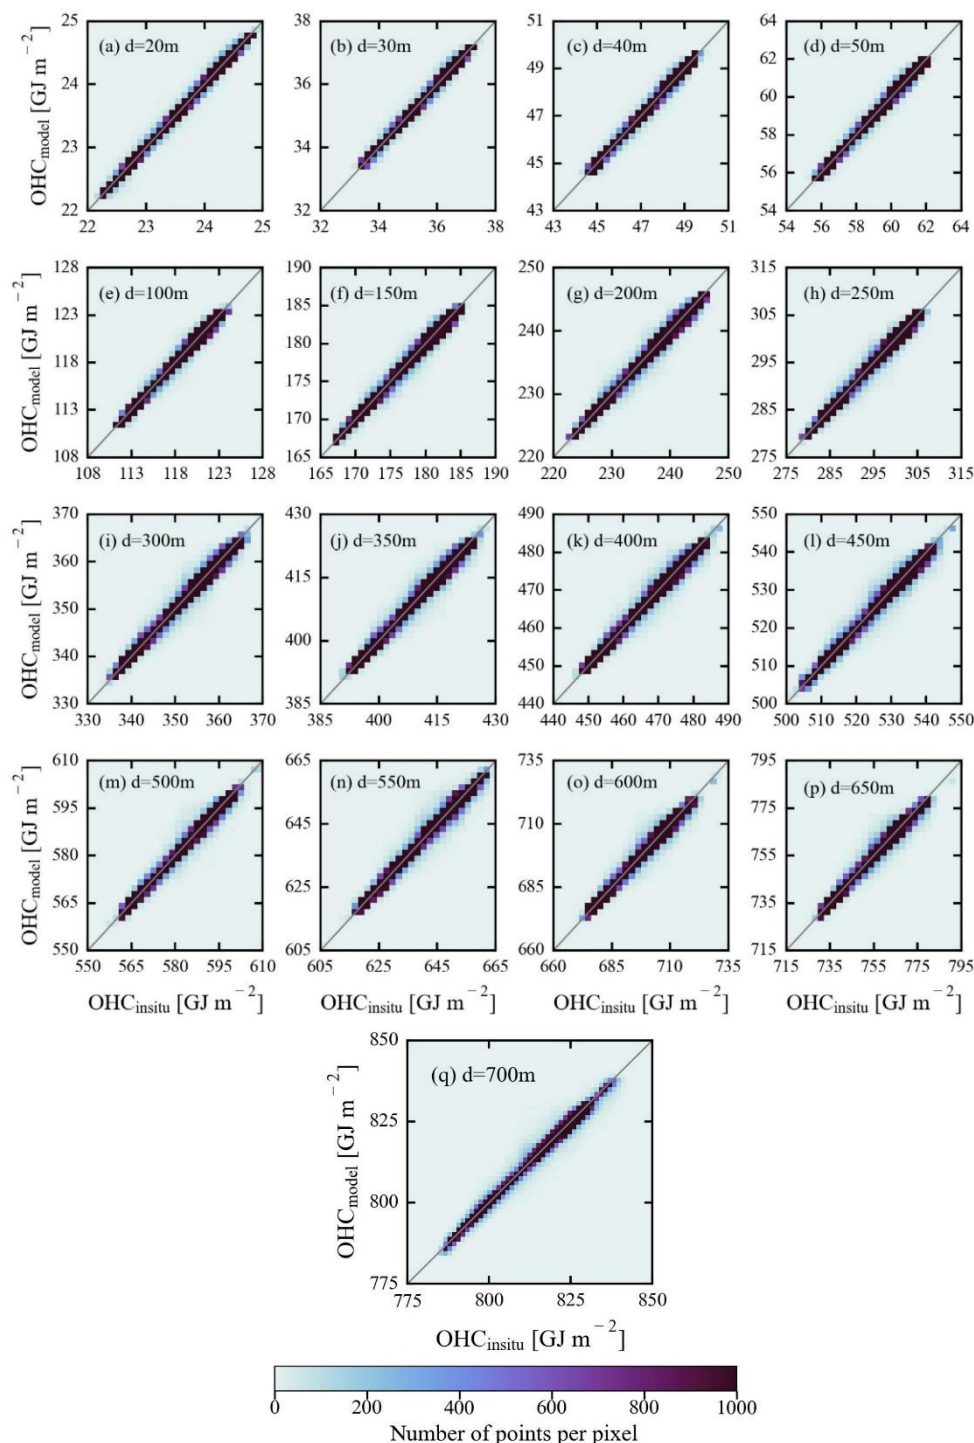 (a) d=20m
(b) d=30m
(c) d=40m
(d) d=50m
OHCmodel [GJ m−2]
25
24
23
22
22 23 24 25
38
36
34
32
32 34 36 38
51
49
47
45
43
43 45 47 49 51
64
62
60
58
56
54
54 56 58 60 62 64
(e) d=100m
(f) d=150m
(g) d=200m
(h) d=250m
OHCmodel [GJ m−2]
128
123
118
113
108
108 113 118 123 128
190
185
180
175
170
165
165 170 175 180 185 190
250
240
230
220
220 230 240 250
315
305
295
285
275
275 285 295 305 315
(i) d=300m
(j) d=350m
(k) d=400m
(l) d=450m
OHCmodel [GJ m−2]
370
360
350
340
330
330 340 350 360 370
430
415
400
385
385 400 415 430
490
480
470
460
450
440
440 450 460 470 480 490
550
540
530
520
510
500
500 510 520 530 540 550
(m) d=500m
(n) d=550m
(o) d=600m
(p) d=650m
OHCmodel [GJ m−2]
610
595
580
565
550
550 565 580 595 610
665
645
625
605
605 625 645 665
735
710
685
660
660 685 710 735
795
775
755
735
715
715 735 755 775 795
OHCinsitu [GJ m−2]
OHCinsitu [GJ m−2]
OHCinsitu [GJ m−2]
OHCinsitu [GJ m−2]
(q) d=700m
OHCmodel [GJ m−2]
850
825
800
775
775 800 825 850
OHCinsitu [GJ m−2]
0 200 400 600 800 1000
Number of points per pixel